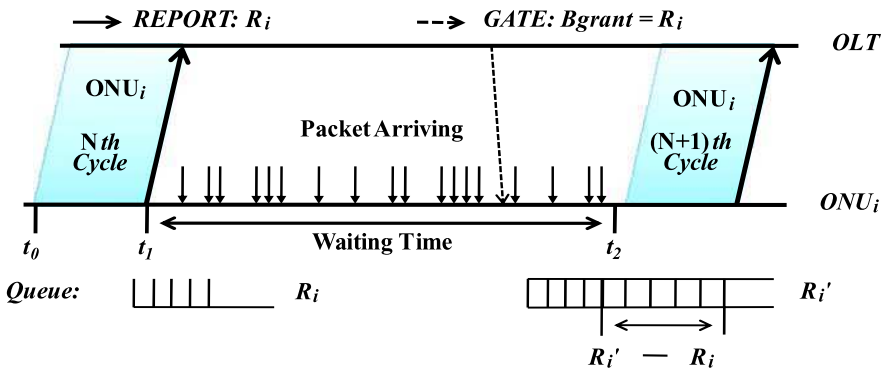 REPORT: Ri GATE: Bgrant = Ri
OLT
ONUi ONUi
Nth (N+1)th
Cycle Cycle
Packet Arriving
ONUi
t0 t1 Waiting Time t2
Queue: Ri Ri'
Ri' — Ri